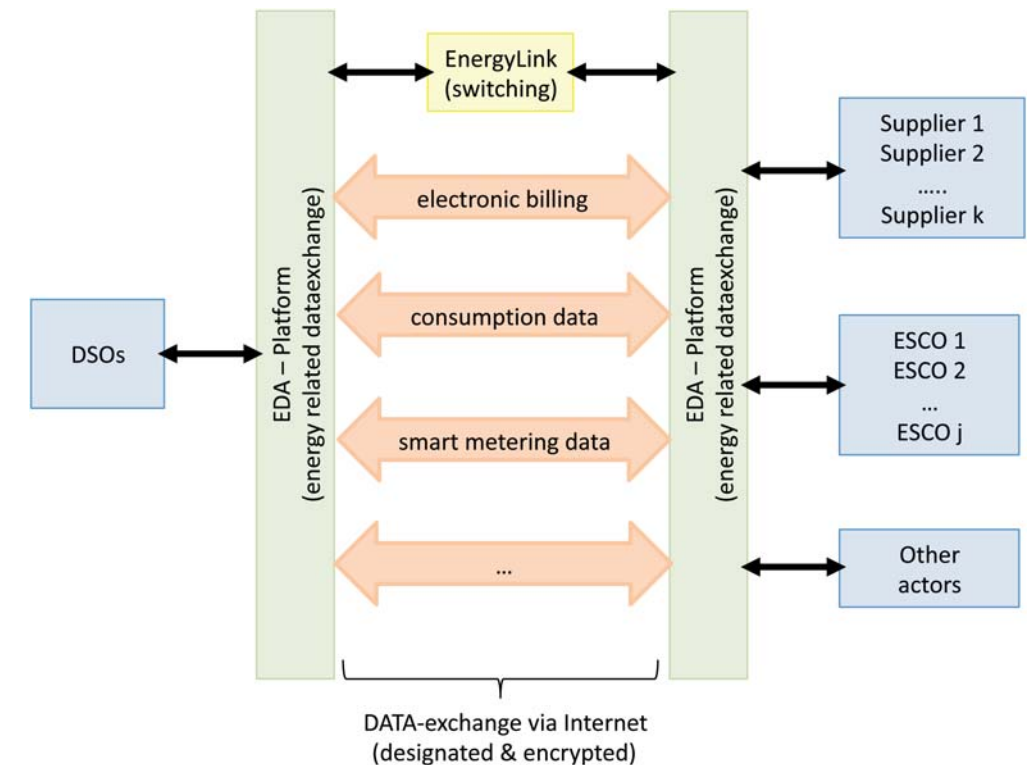 EnergyLink
(switching)
DSOs
EDA – Platform
(energy related dataexchange)
electronic billing
consumption data
smart metering data
...
EDA – Platform
(energy related dataexchange)
Supplier 1
Supplier 2
.....
Supplier k
ESCO 1
ESCO 2
...
ESCO j
Other
actors
DATA-exchange via Internet
(designated & encrypted)